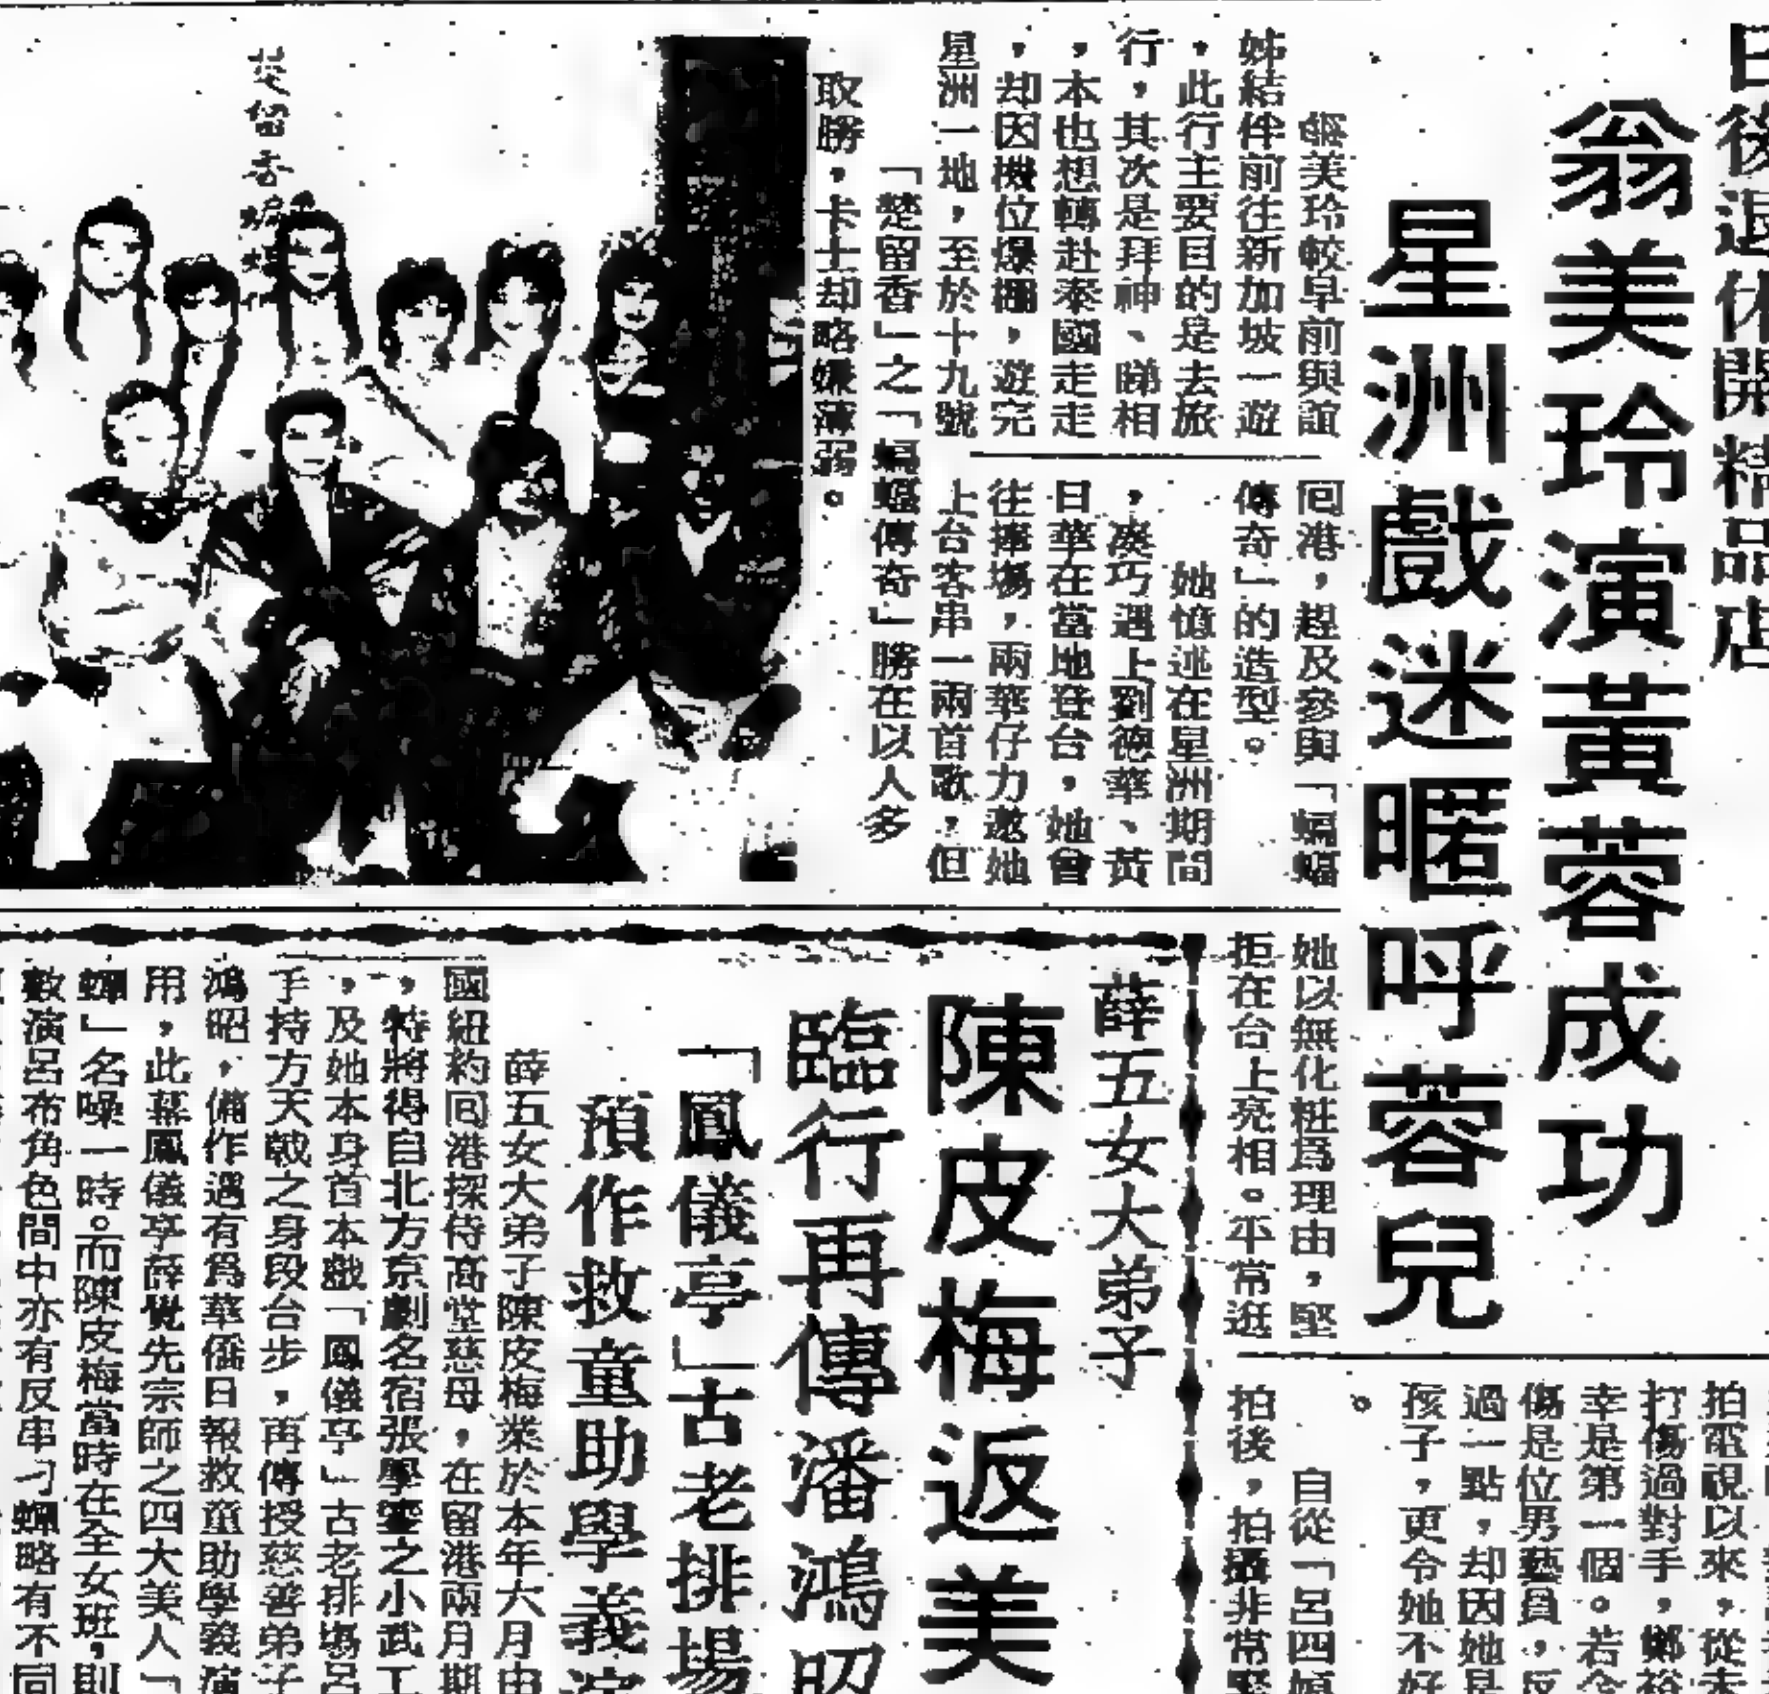 日後退休開精品店
翁美玲演黃蓉成功
星洲戲迷暱呼蓉兒
翁美玲較早前與誼
姊結伴前往新加坡一遊
，此行主要目的是去旅
行，其次是拜神、睇相
，本也想轉赴泰國走走
，却因機位爆棚，遊完
星洲一地，至於十九號
回港，趕及參與「蝙蝠
傳奇」的造型。
她憶述在星洲期間
，湊巧遇上劉德華、黃
日華在當地登台，她曾
往捧場，兩華仔力邀她
上台客串一兩首歌，但
她以無化粧爲理由，堅
拒在台上亮相。平常逛
「楚留香」之「蝙蝠傳奇」勝在以人多
取勝，卡士却略嫌薄弱。
楚留香蝙蝠
拍電視以來，從未
打傷過對手，鄭裕
幸是第一個。若今
傷是位男藝員，反
過一點，却因她是
孩子，更令她不好
。
自從「呂四娘
拍後，拍攝非常緊
薛五女大弟子
陳皮梅返美
臨行再傳潘鴻昭
「鳳儀亭」古老排場
預作救童助學義演
薛五女大弟子陳皮梅業於本年六月由
國紐約回港探侍高堂慈母，在留港兩月期
，特將得自北方京劇名宿張學雯之小武工
，及她本身首本戲「鳳儀亭」古老排場呂
手持方天戟之身段台步，再傳授慈善弟子
鴻昭，備作遇有爲華僑日報救童助學義演
用，此幕鳳儀亭薛覺先宗師之四大美人「
蟬」名噪一時。而陳皮梅當時在全女班，則
數演呂布角色間中亦有反串刁蟬略有不同